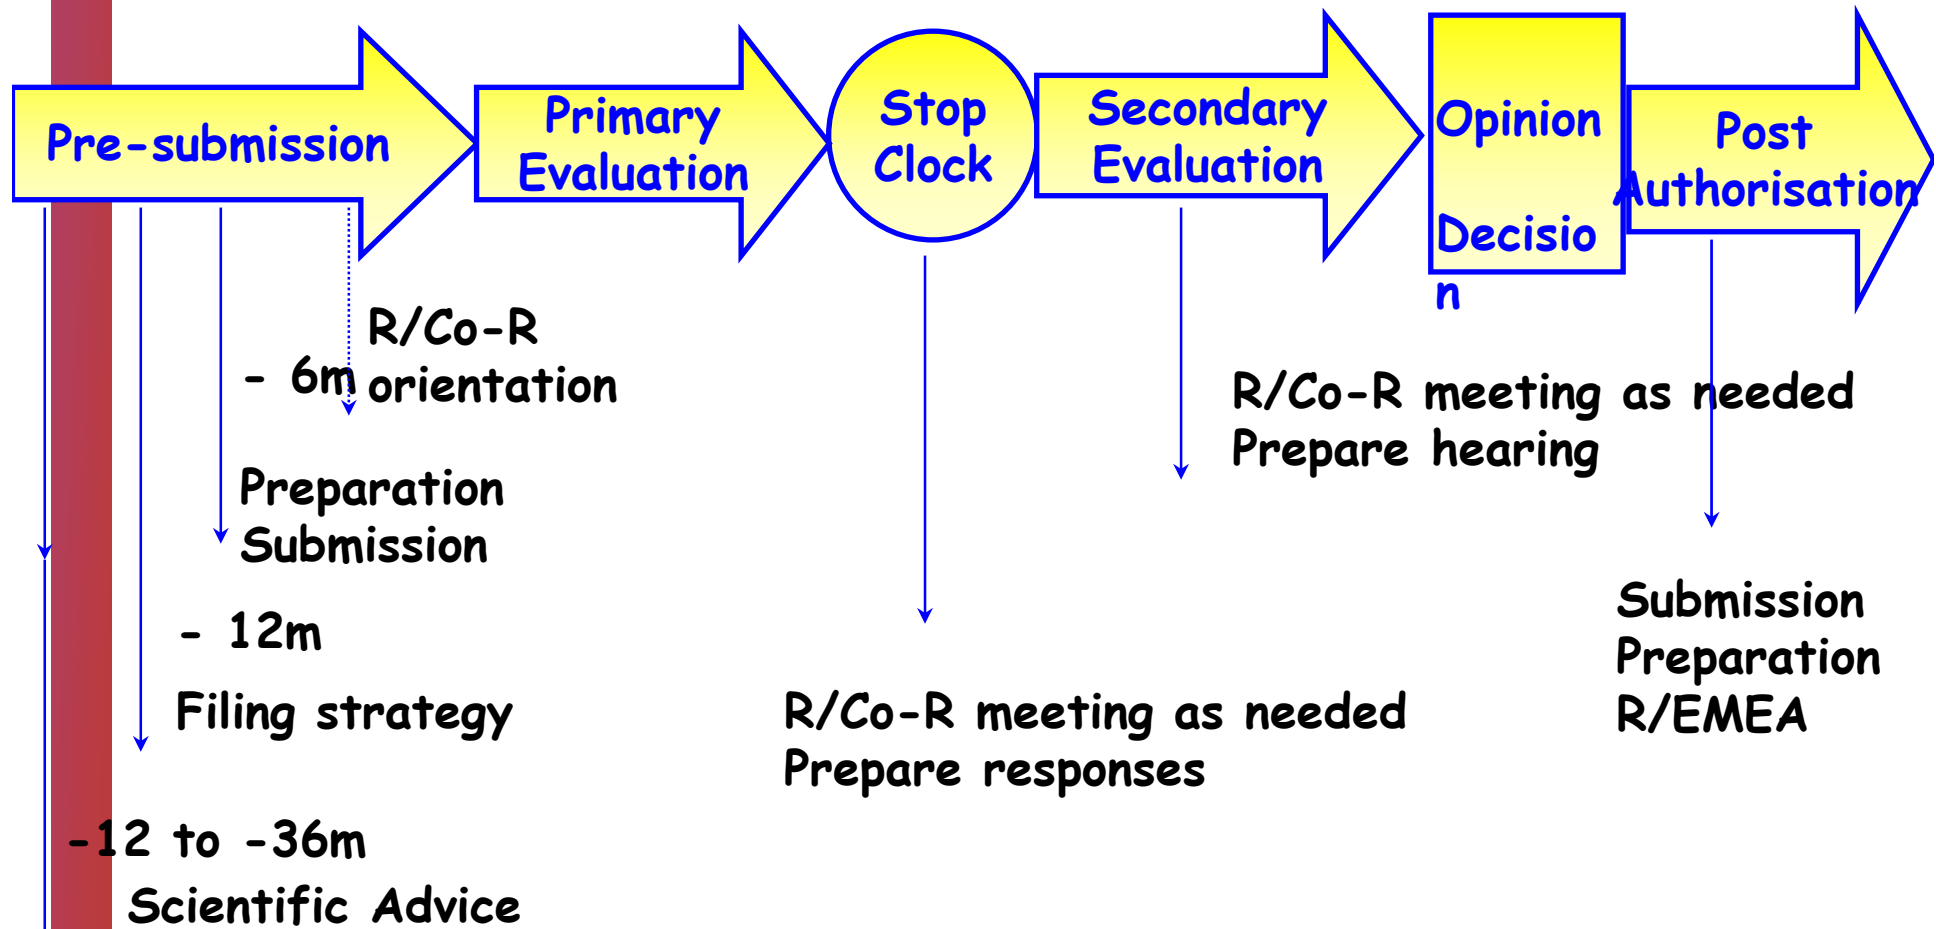 Pre-submission
Primary
Evaluation
Stop
Clock
Secondary
Evaluation
Opinion
Decisio
n
Post
Authorisation
R/Co-R
orientation
- 6m
Preparation
Submission
- 12m
Filing strategy
-12 to -36m
Scientific Advice
R/Co-R meeting as needed
Prepare responses
R/Co-R meeting as needed
Prepare hearing
Submission
Preparation
R/EMEA